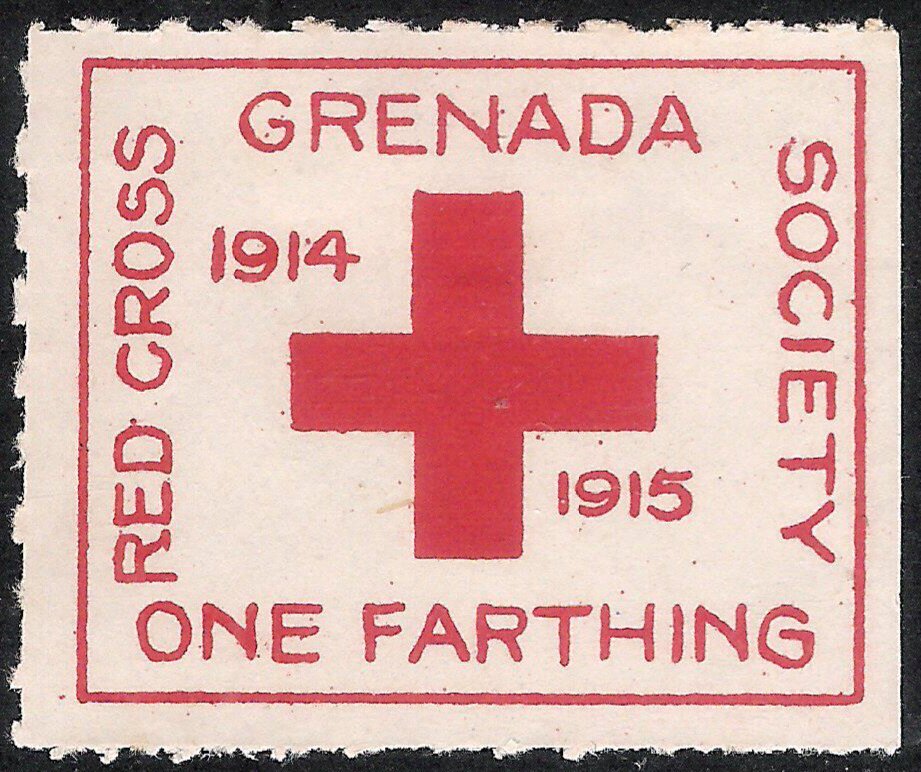 GRENADA
RED CROSS
SOCIETY
1914
1915
ONE FARTHING